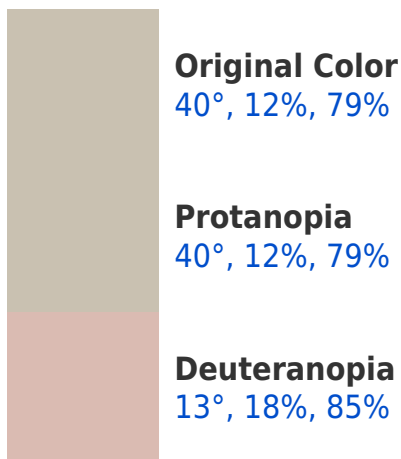 Original Color
40°, 12%, 79%
Protanopia
40°, 12%, 79%
Deuteranopia
13°, 18%, 85%